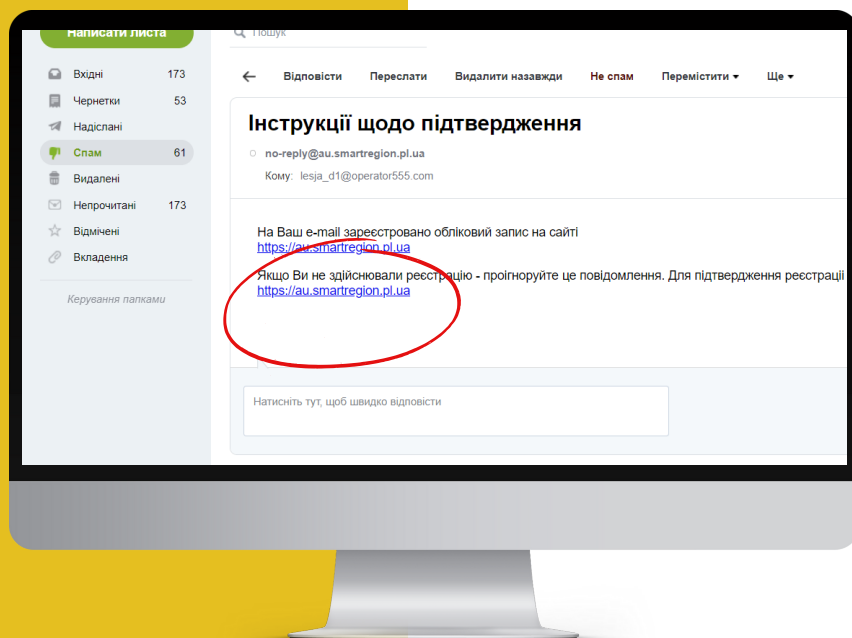 Написати листа
Пошук
Вхідні 173
Чернетки 53
Надіслані
Спам 61
Видалені
Непрочитані 173
Відмічені
Вкладення
Керування папками
Відповісти Переслати Видалити назавжди Не спам Перемістити Ще
Інструкції щодо підтвердження
no-reply@au.smartregion.pl.ua
Кому: lesja_d1@operator555.com
На Ваш e-mail зареєстровано обліковий запис на сайті
https://au.smartregion.pl.ua
Якщо Ви не здійснювали реєстрацію - проігноруйте це повідомлення. Для підтвердження реєстрації
https://au.smartregion.pl.ua
Натисніть тут, щоб швидко відповісти